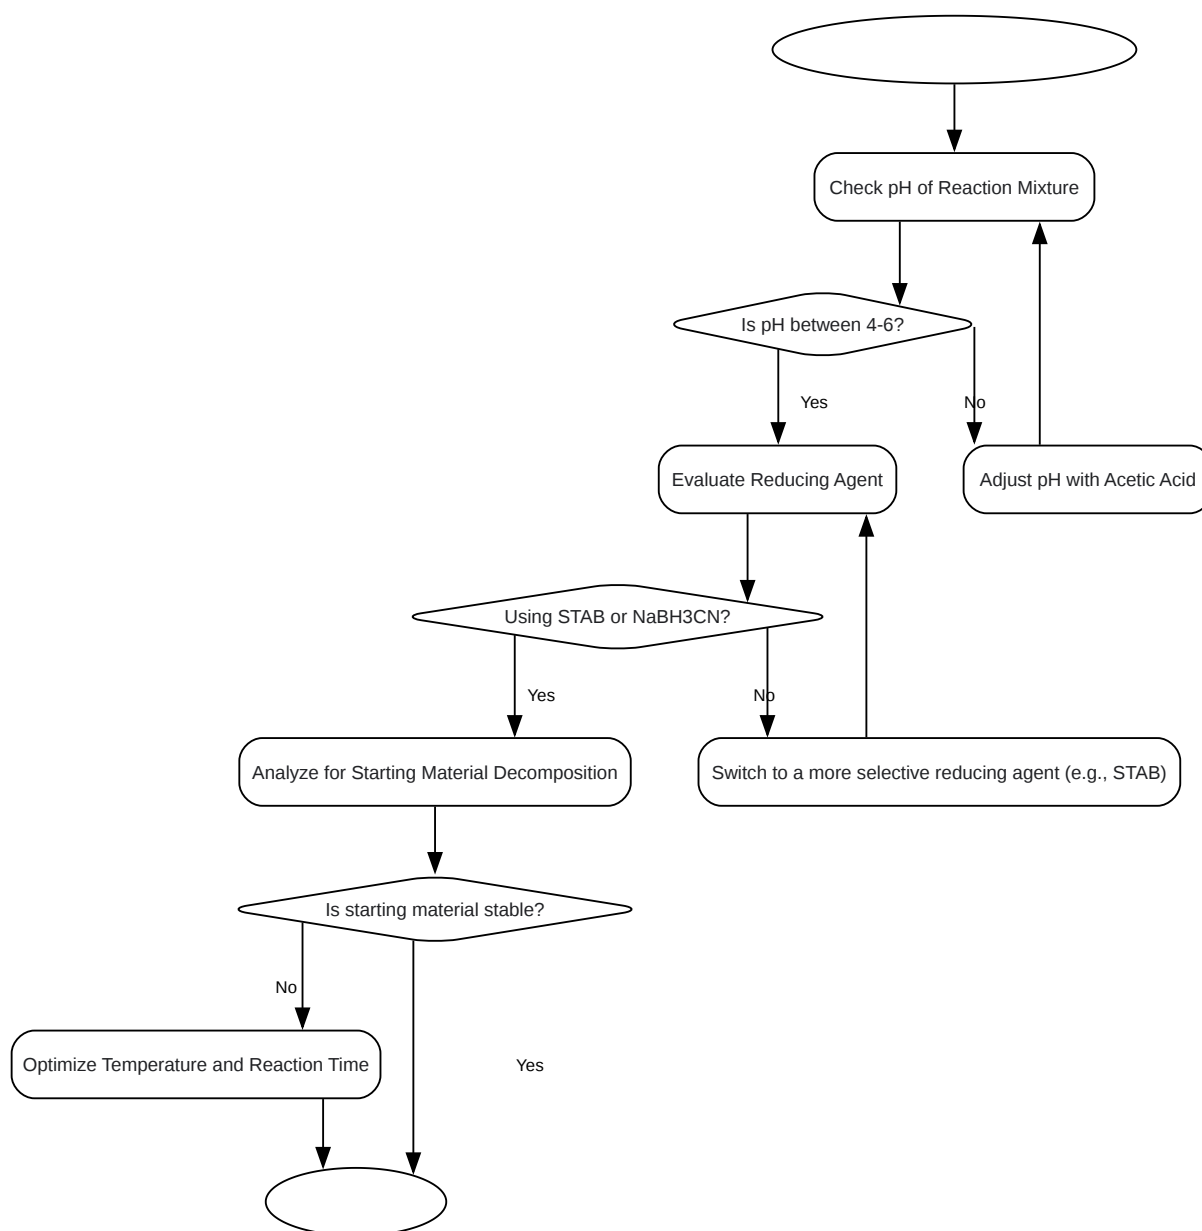 Check pH of Reaction Mixture
Is pH between 4-6?
Yes
No
Evaluate Reducing Agent
Adjust pH with Acetic Acid
Using STAB or NaBH3CN?
Yes
No
Analyze for Starting Material Decomposition
Switch to a more selective reducing agent (e.g., STAB)
Is starting material stable?
No
Optimize Temperature and Reaction Time
Yes